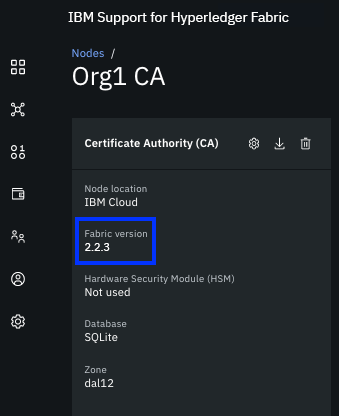 IBM Support for Hyperledger Fabric
Nodes /
Org1 CA
Certificate Authority (CA)
Node location
IBM Cloud
Fabric version
2.2.3
Hardware Security Module (HSM)
Not used
Database
SQLite
Zone
dal12